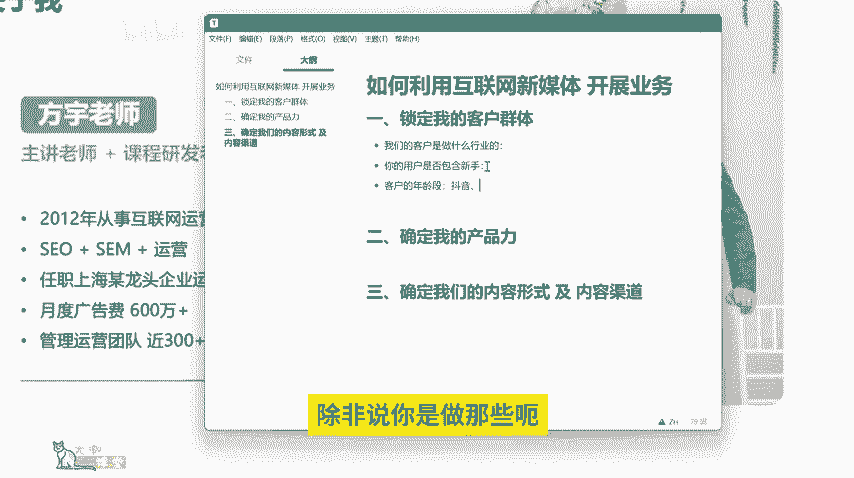 于我
方宇老师
主讲老师 + 课程研发
• 2012年从事互联网运营
• SEO + SEM + 运营
• 任职上海某龙头企业运
• 月度广告费 600万+
• 管理运营团队 近300+
T
文件(F) 编辑(E) 段落(P) 格式(O) 视图(V) 主题(T) 帮助(H)
文件 大纲
如何利用互联网新媒体 开展业务
一、锁定我的客户群体
二、确定我的产品力
三、确定我们的内容形式 及
内容渠道
如何利用互联网新媒体 开展业务
一、锁定我的客户群体
• 我们的客户是做什么行业的:
• 你的用户是否包含新手:
• 客户的年龄段：抖音、
二、确定我的产品力
三、确定我们的内容形式 及 内容渠道
79 词
除非说你是做那些呃